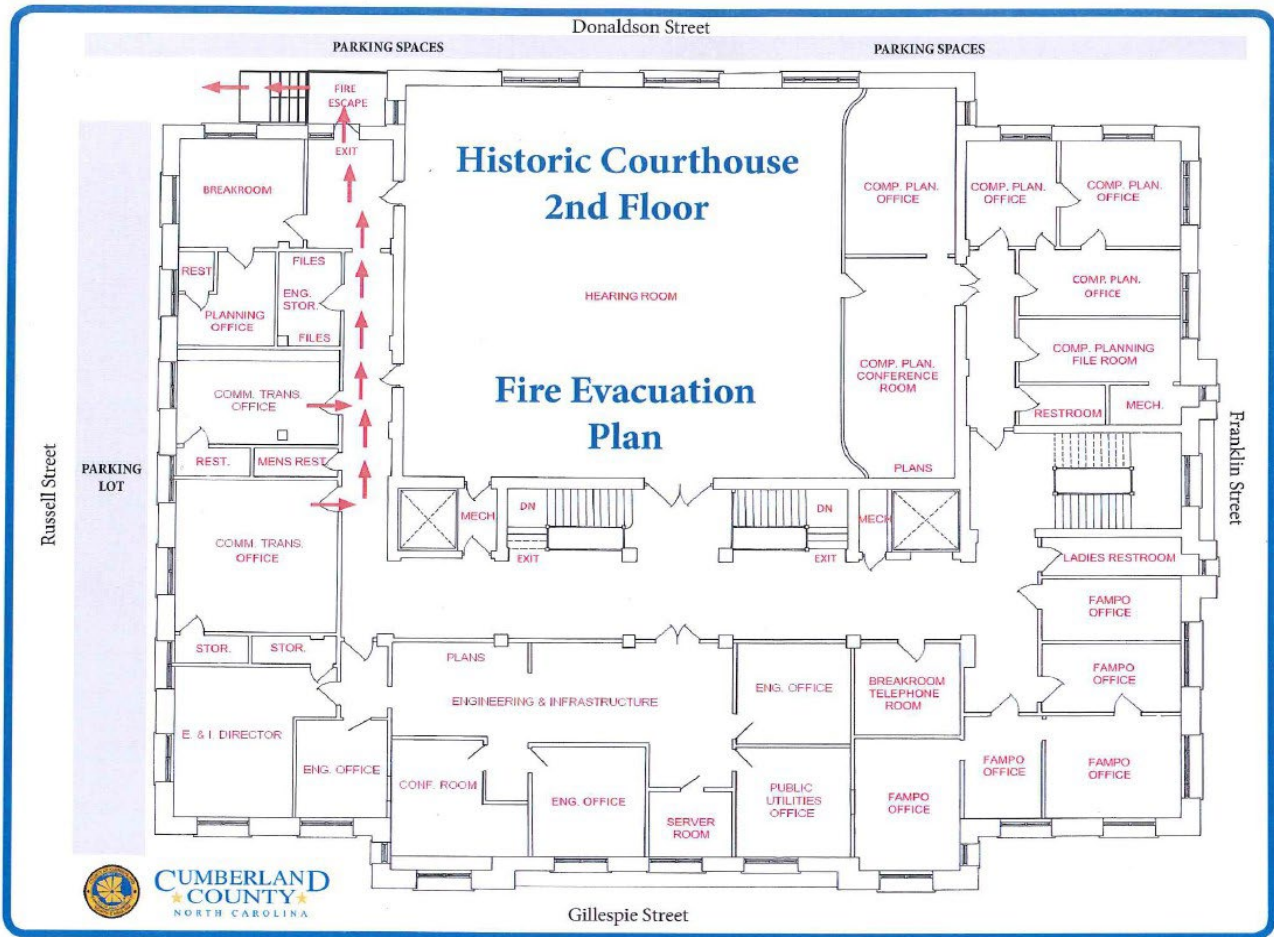 Donaldson Street
PARKING SPACES
PARKING SPACES
FIRE
ESCAPE
EXIT
Historic Courthouse
2nd Floor
BREAKROOM
COMP. PLAN.
OFFICE
COMP. PLAN.
OFFICE
COMP. PLAN.
OFFICE
REST
FILES
ENG.
STOR.
FILES
PLANNING
OFFICE
HEARING ROOM
COMP. PLAN.
OFFICE
COMP. PLANNING
FILE ROOM
COMM. TRANS.
OFFICE
Fire Evacuation
Plan
COMP. PLAN.
CONFERENCE
ROOM
RESTROOM
MECH.
Russell Street
PARKING
LOT
REST.
MENS REST
PLANS
Franklin Street
MECH.
DN
EXIT
DN
EXIT
MECH
COMM. TRANS.
OFFICE
LADIES RESTROOM
FAMPO
OFFICE
STOR.
STOR.
PLANS
ENGINEERING & INFRASTRUCTURE
ENG. OFFICE
BREAKROOM
TELEPHONE
ROOM
FAMPO
OFFICE
E. & I. DIRECTOR
ENG. OFFICE
CONF. ROOM
ENG. OFFICE
SERVER
ROOM
PUBLIC
UTILITIES
OFFICE
FAMPO
OFFICE
FAMPO
OFFICE
FAMPO
OFFICE
CUMBERLAND
COUNTY
NORTH CAROLINA
Gillespie Street